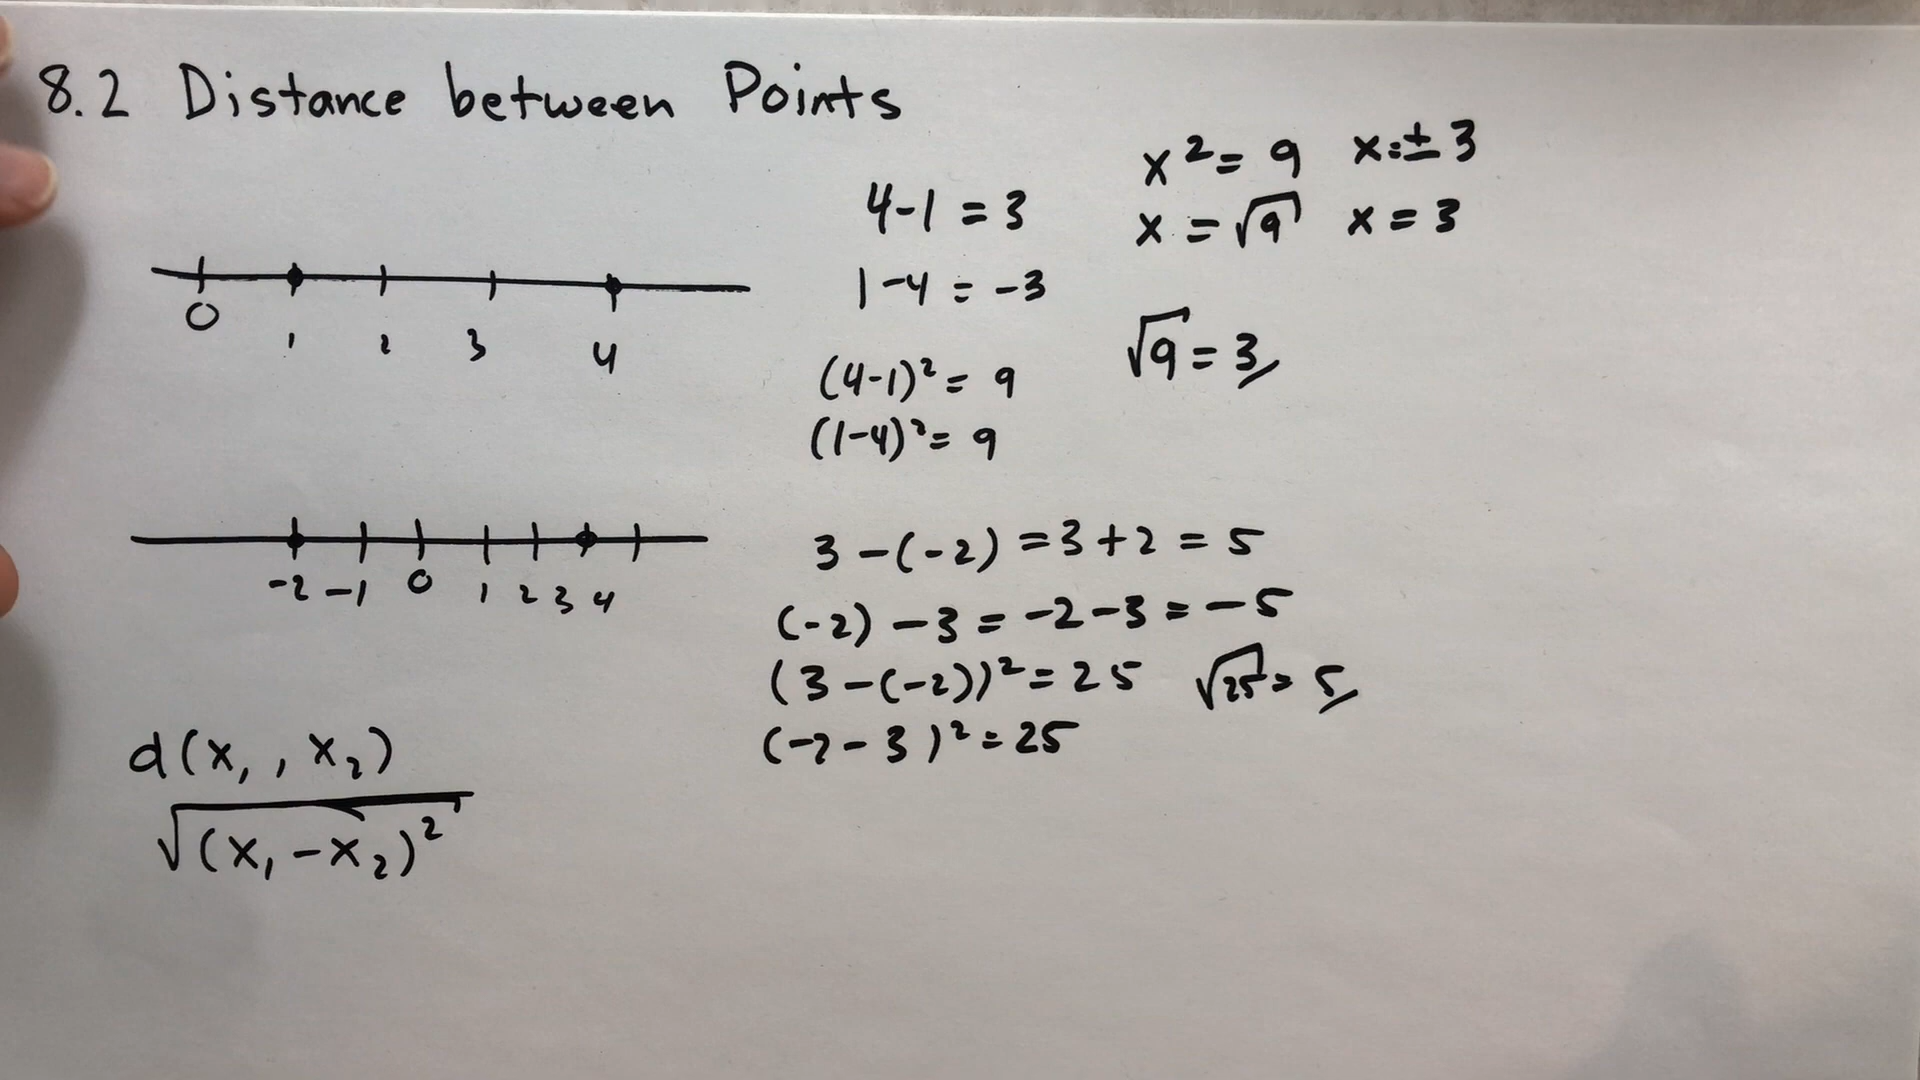 8.2 Distance between Points
0 1 2 3 4
4-1 = 3
1-4 = -3
(4-1)² = 9
(1-4)² = 9
x² = 9 x=± 3
x = √9 x = 3
√9 = 3
-2 -1 0 1 2 3 4
3-(-2) = 3+2 = 5
(-2) - 3 = -2-3 = -5
(3-(-2))² = 25 √25 = 5
(-2-3)² = 25
d(x₁, x₂)
√(x₁-x₂)²